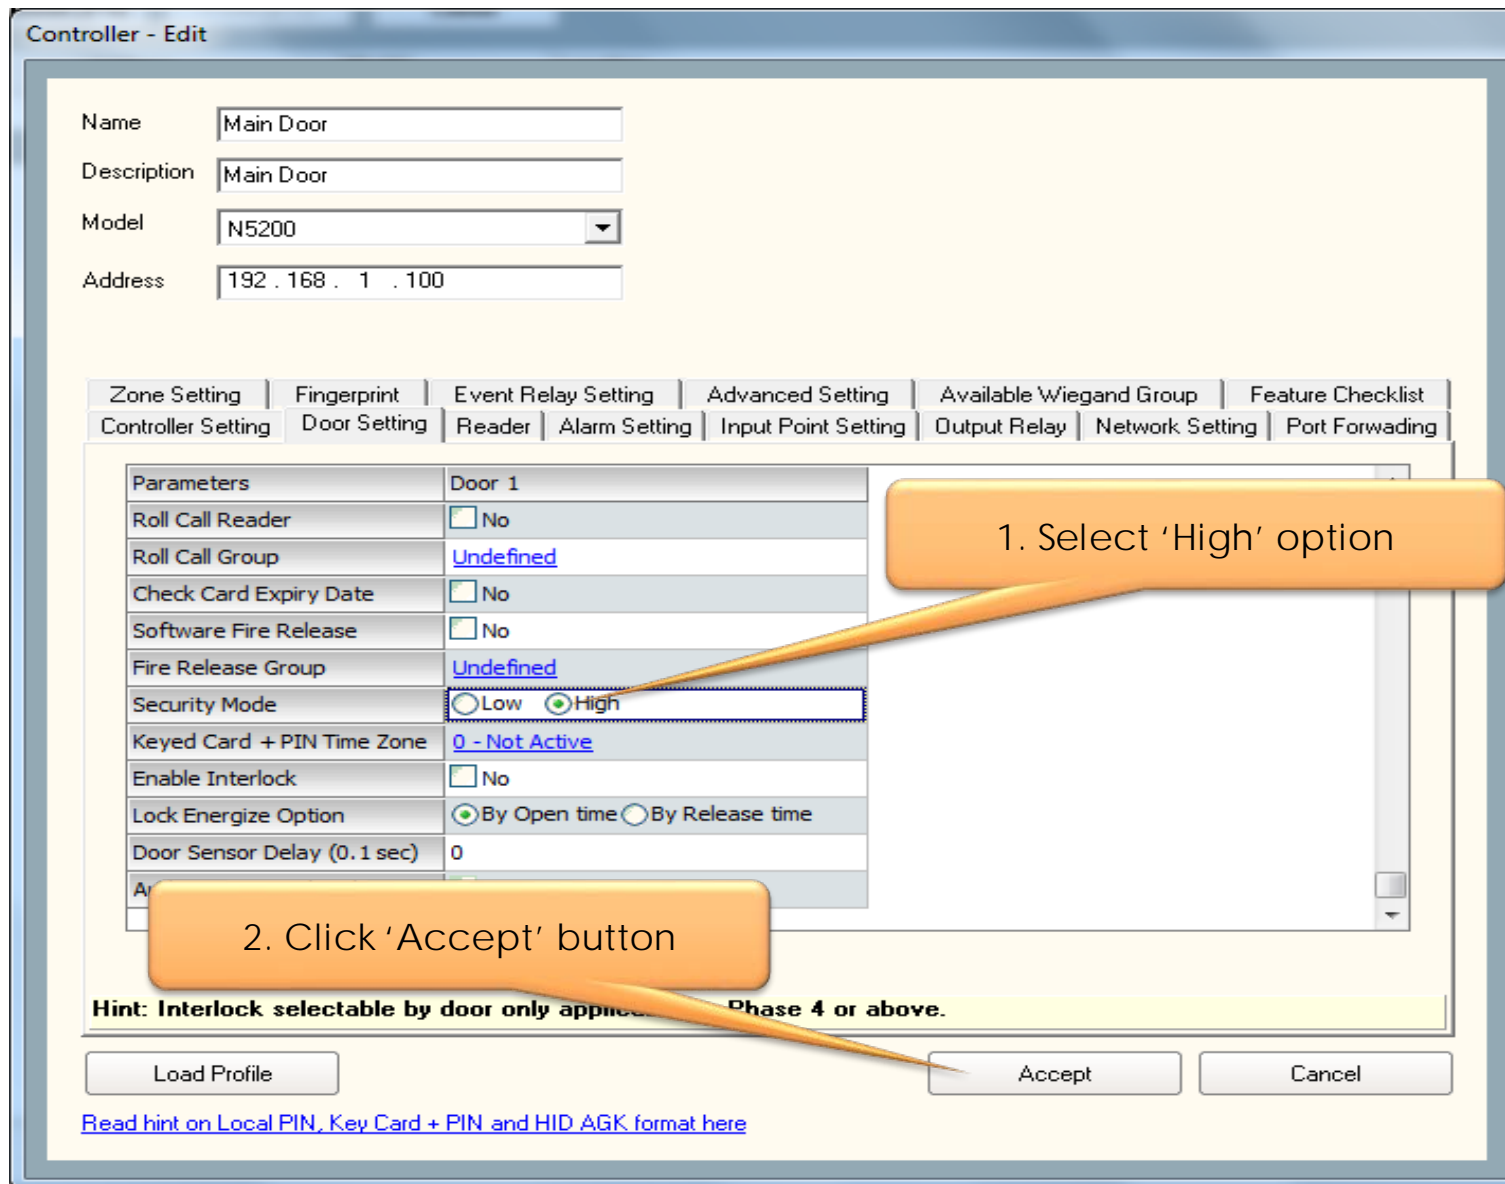 Controller - Edit
Name Main Door
Description Main Door
Model N5200
Address 192 . 168 . 1 . 100
Zone Setting Fingerprint Event Relay Setting Advanced Setting Available Wiegand Group Feature Checklist
Controller Setting Door Setting Reader Alarm Setting Input Point Setting Output Relay Network Setting Port Forwading
Parameters Door 1
Roll Call Reader No
1. Select ‘High’ option
Roll Call Group Undefined
Check Card Expiry Date No
Software Fire Release No
Fire Release Group Undefined
Security Mode Low High
Keyed Card + PIN Time Zone 0 - Not Active
Enable Interlock No
Lock Energize Option By Open time By Release time
Door Sensor Delay (0.1 sec) 0
2. Click ‘Accept’ button
Hint: Interlock selectable by door only Phase 4 or above.
Load Profile Accept Cancel
Read hint on Local PIN, Key Card + PIN and HID AGK format here